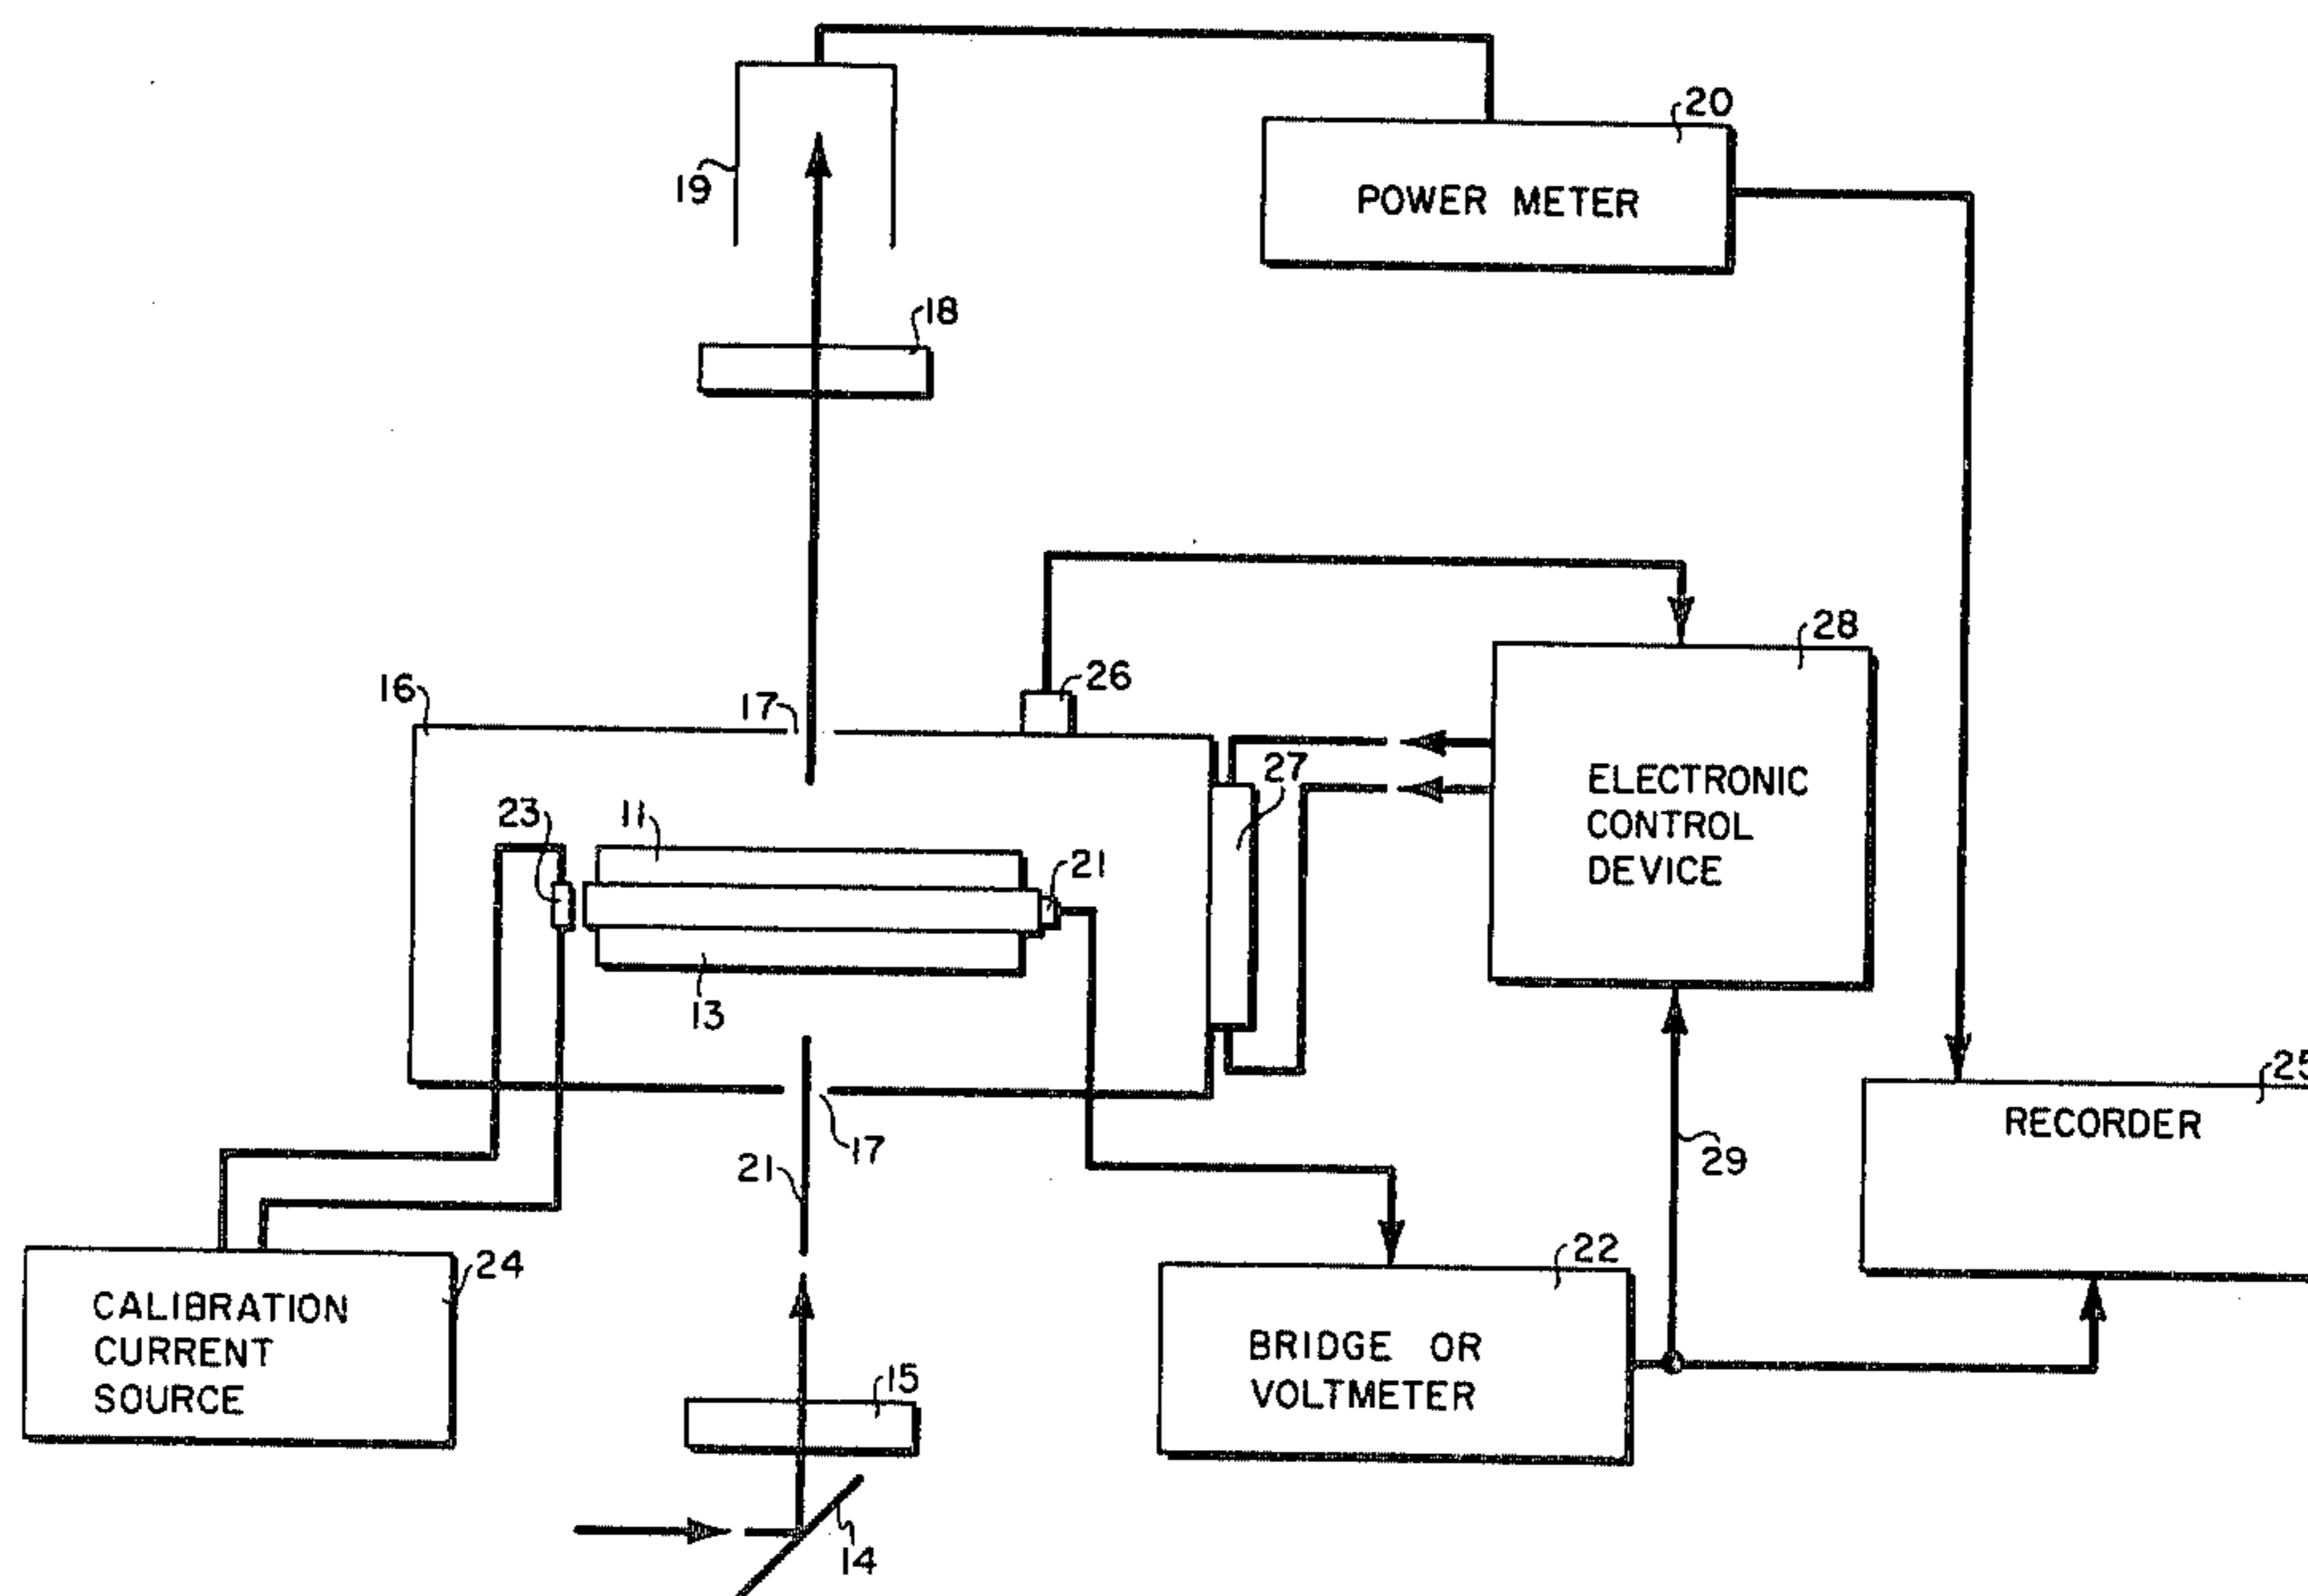 20
POWER METER
19
18
28
26
16
17
27
ELECTRONIC
CONTROL
DEVICE
23
11
21
13
25
RECORDER
17
29
21
22
24
CALIBRATION
CURRENT
SOURCE
BRIDGE OR
VOLTMETER
15
14